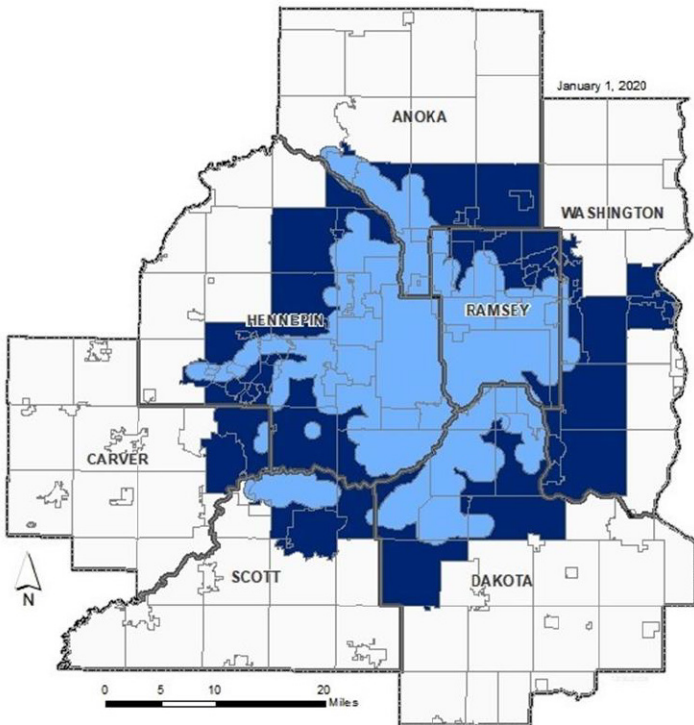 January 1, 2020
ANOKA
WASHINGTON
HENNEPIN
RAMSEY
CARVER
SCOTT
DAKOTA
N
0 5 10 20
Miles